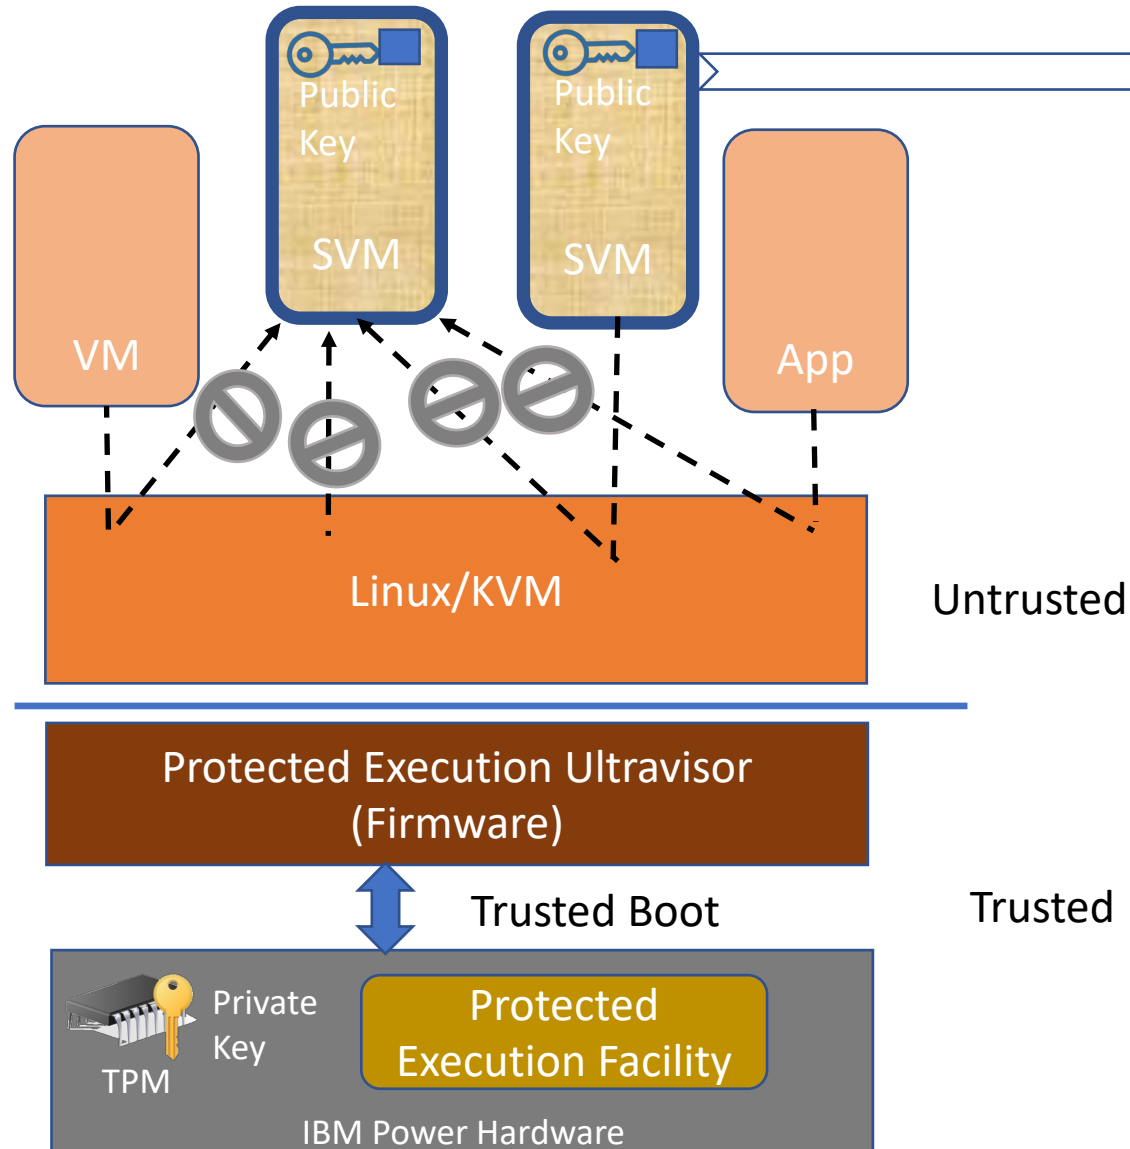 Public
Key
SVM
Public
Key
SVM
VM
App
Linux/KVM
Untrusted
Protected Execution Ultravisor
(Firmware)
Trusted Boot
Trusted
TPM
Private
Key
Protected
Execution Facility
IBM Power Hardware